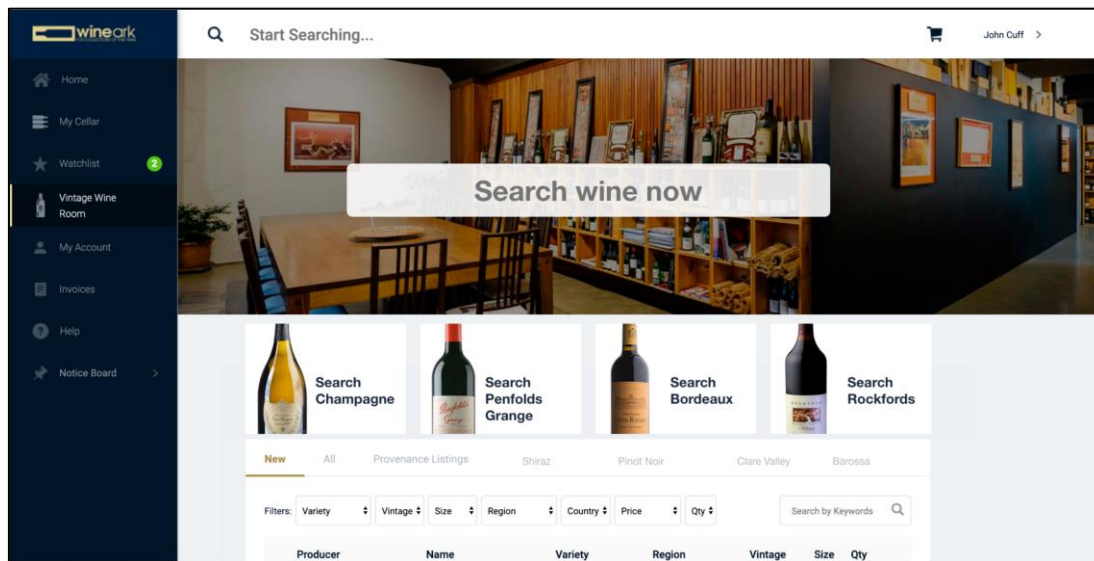 wineark
Start Searching...
John Cuff >
Home
My Cellar
Watchlist 2
Vintage Wine
Room
My Account
Invoices
Help
Notice Board >
Search wine now
Search
Champagne
Penfolds
Grange
Search
Penfolds
Grange
Search
Bordeaux
Search
Rockfords
New All Provenance Listings Shiraz Pinot Noir Clare Valley Barossa
Filters: Variety Vintage Size Region Country Price Qty Search by Keywords
Producer Name Variety Region Vintage Size Qty